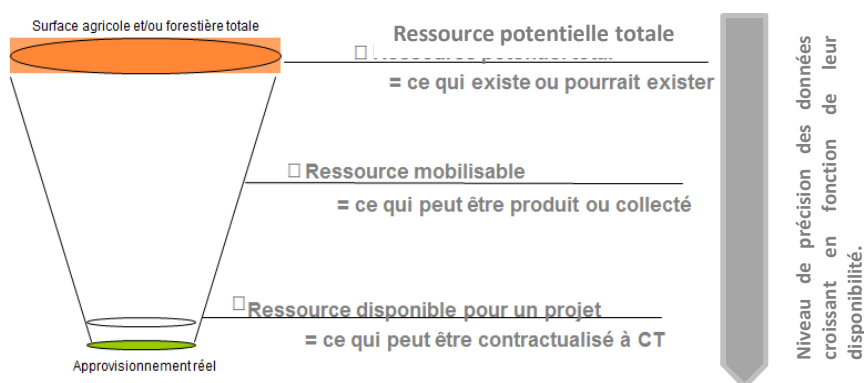 Surface agricole et/ou forestière totale
Ressource potentielle totale
= ce qui existe ou pourrait exister
Ressource mobilisable
= ce qui peut être produit ou collecté
Ressource disponible pour un projet
= ce qui peut être contractualisé à CT
Approvisionnement réel
Niveau de précision des données
croissant en fonction de leur
disponibilité.